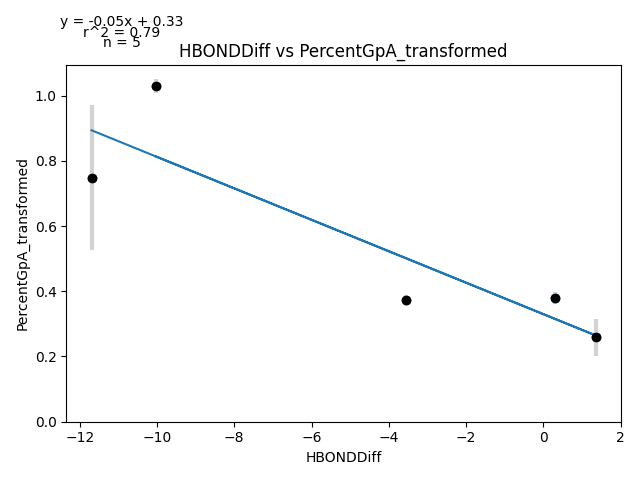 y = -0.05x + 0.33
r^2 = 0.79
n = 5
HBONDDiff vs PercentGpA_transformed
PercentGpA_transformed
1.0
0.8
0.6
0.4
0.2
0.0
−12
−10
−8
−6
−4
−2
0
2
HBONDDiff